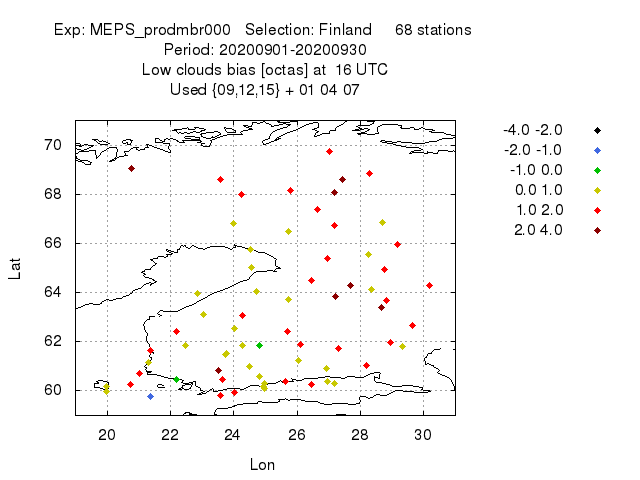 Exp: MEPS_prodmbr000 Selection: Finland 68 stations
Period: 20200901-20200930
Low clouds bias [octas] at 16 UTC
Used {09,12,15} + 01 04 07
-4.0 -2.0
-2.0 -1.0
-1.0 0.0
0.0 1.0
1.0 2.0
2.0 4.0
70
68
66
64
62
60
Lat
20 22 24 26 28 30
Lon